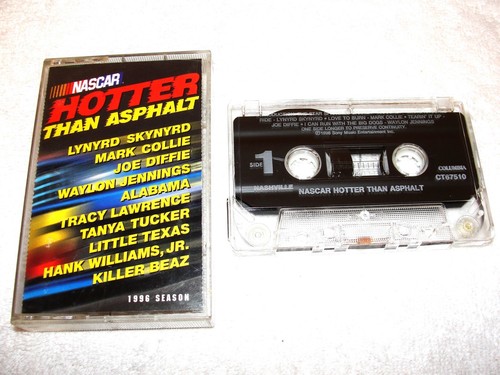 NASCAR
HOTTER
THAN ASPHALT
LYNYRD SKYNYRD
MARK COLLIE
JOE DIFFIE
WAYLON JENNINGS
ALABAMA
TRACY LAWRENCE
TANYA TUCKER
LITTLE TEXAS
HANK WILLIAMS, JR.
KILLER BEAZ
1996 SEASON
RIDE - LYNYRD SKYNYRD • LOVE TO BURN - MARK COLLIE • TEARIN' IT UP -
JOE DIFFIE • I CAN RUN WITH THE BIG DOGS - WAYLON JENNINGS
ONE SIDE LONGER TO PRESERVE CONTINUITY.
1996 Sony Music Entertainment Inc.
SIDE 1
COLUMBIA
CT67510
NASHVILLE
NASCAR HOTTER THAN ASPHALT